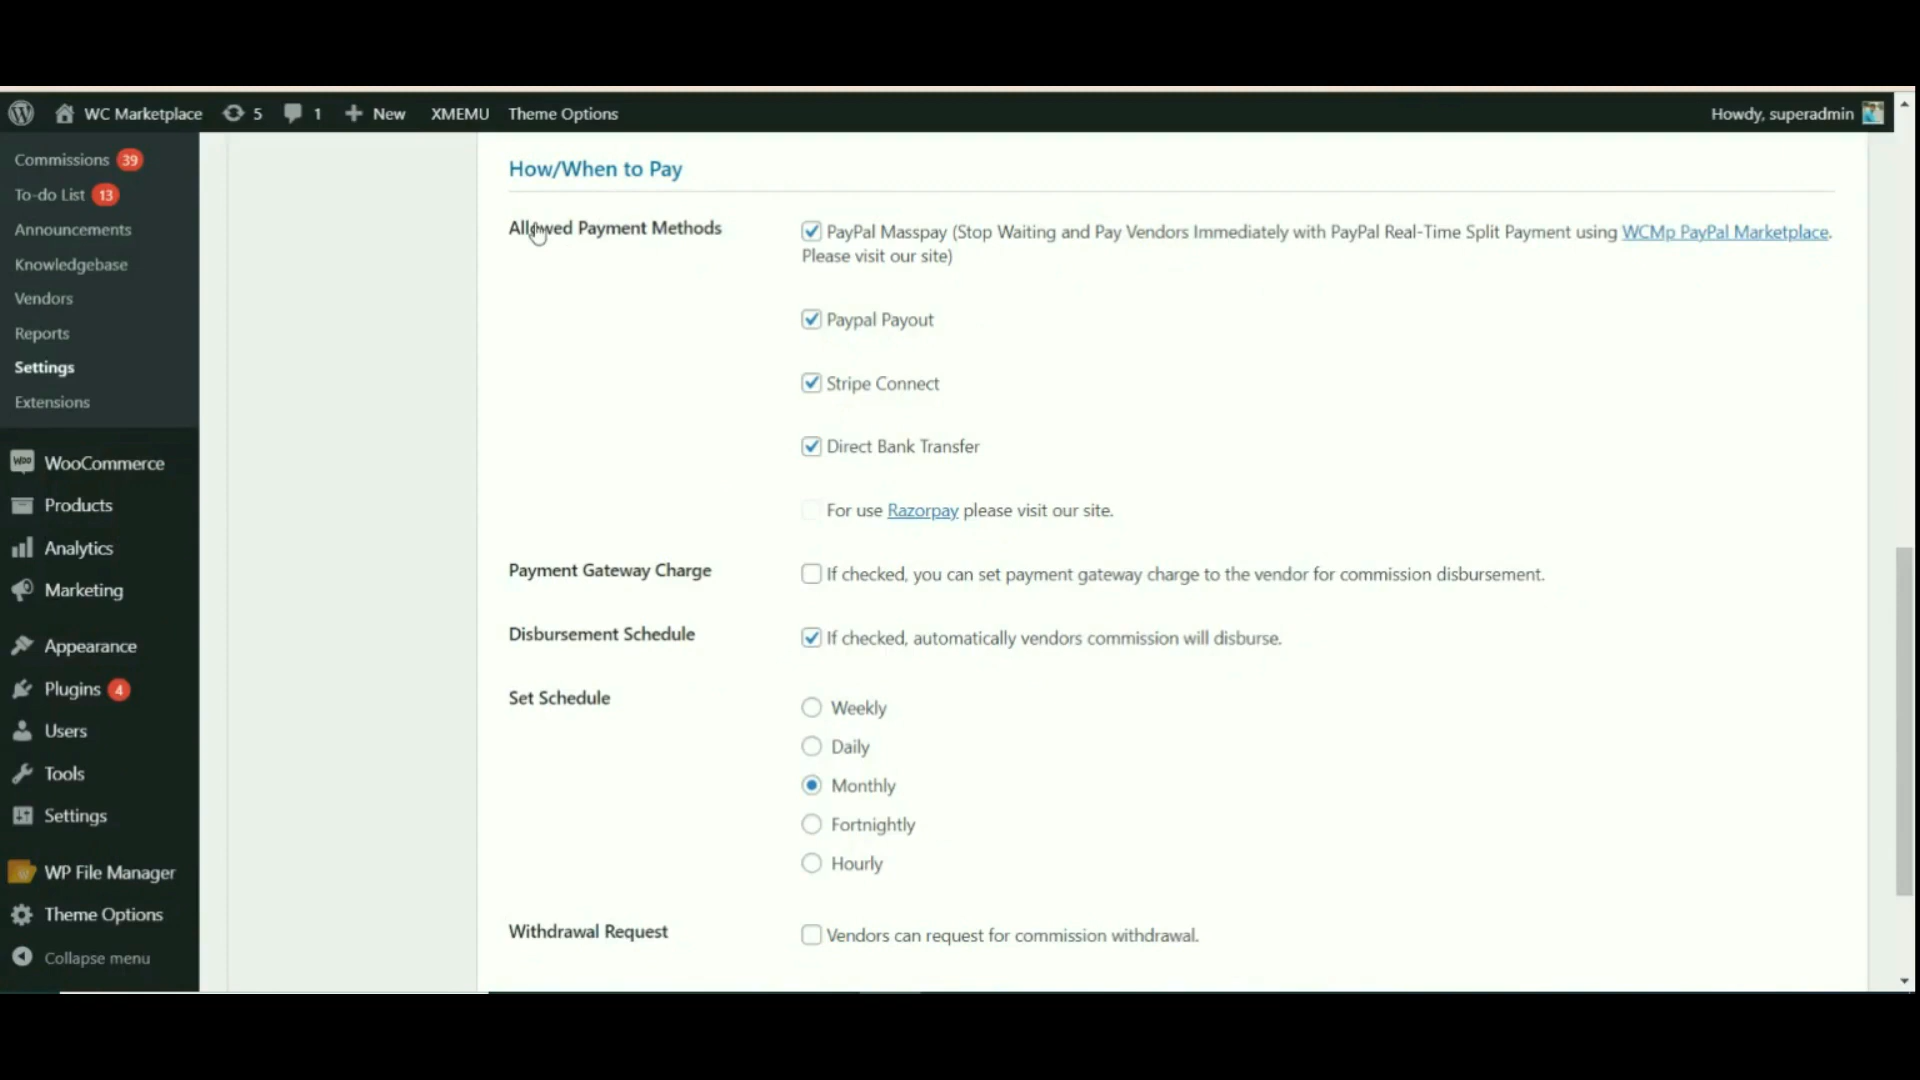 WC Marketplace 5 1 New XMEMU Theme Options Howdy, superadmin
Commissions 39
To-do List 13
Announcements
Knowledgebase
Vendors
Reports
Settings
Extensions
WooCommerce
Products
Analytics
Marketing
Appearance
Plugins 4
Users
Tools
Settings
WP File Manager
Theme Options
Collapse menu
How/When to Pay
Allowed Payment Methods
PayPal Masspay (Stop Waiting and Pay Vendors Immediately with PayPal Real-Time Split Payment using WCMp PayPal Marketplace.
Please visit our site)
Paypal Payout
Stripe Connect
Direct Bank Transfer
For use Razorpay please visit our site.
Payment Gateway Charge
If checked, you can set payment gateway charge to the vendor for commission disbursement.
Disbursement Schedule
If checked, automatically vendors commission will disburse.
Set Schedule
Weekly
Daily
Monthly
Fortnightly
Hourly
Withdrawal Request
Vendors can request for commission withdrawal.